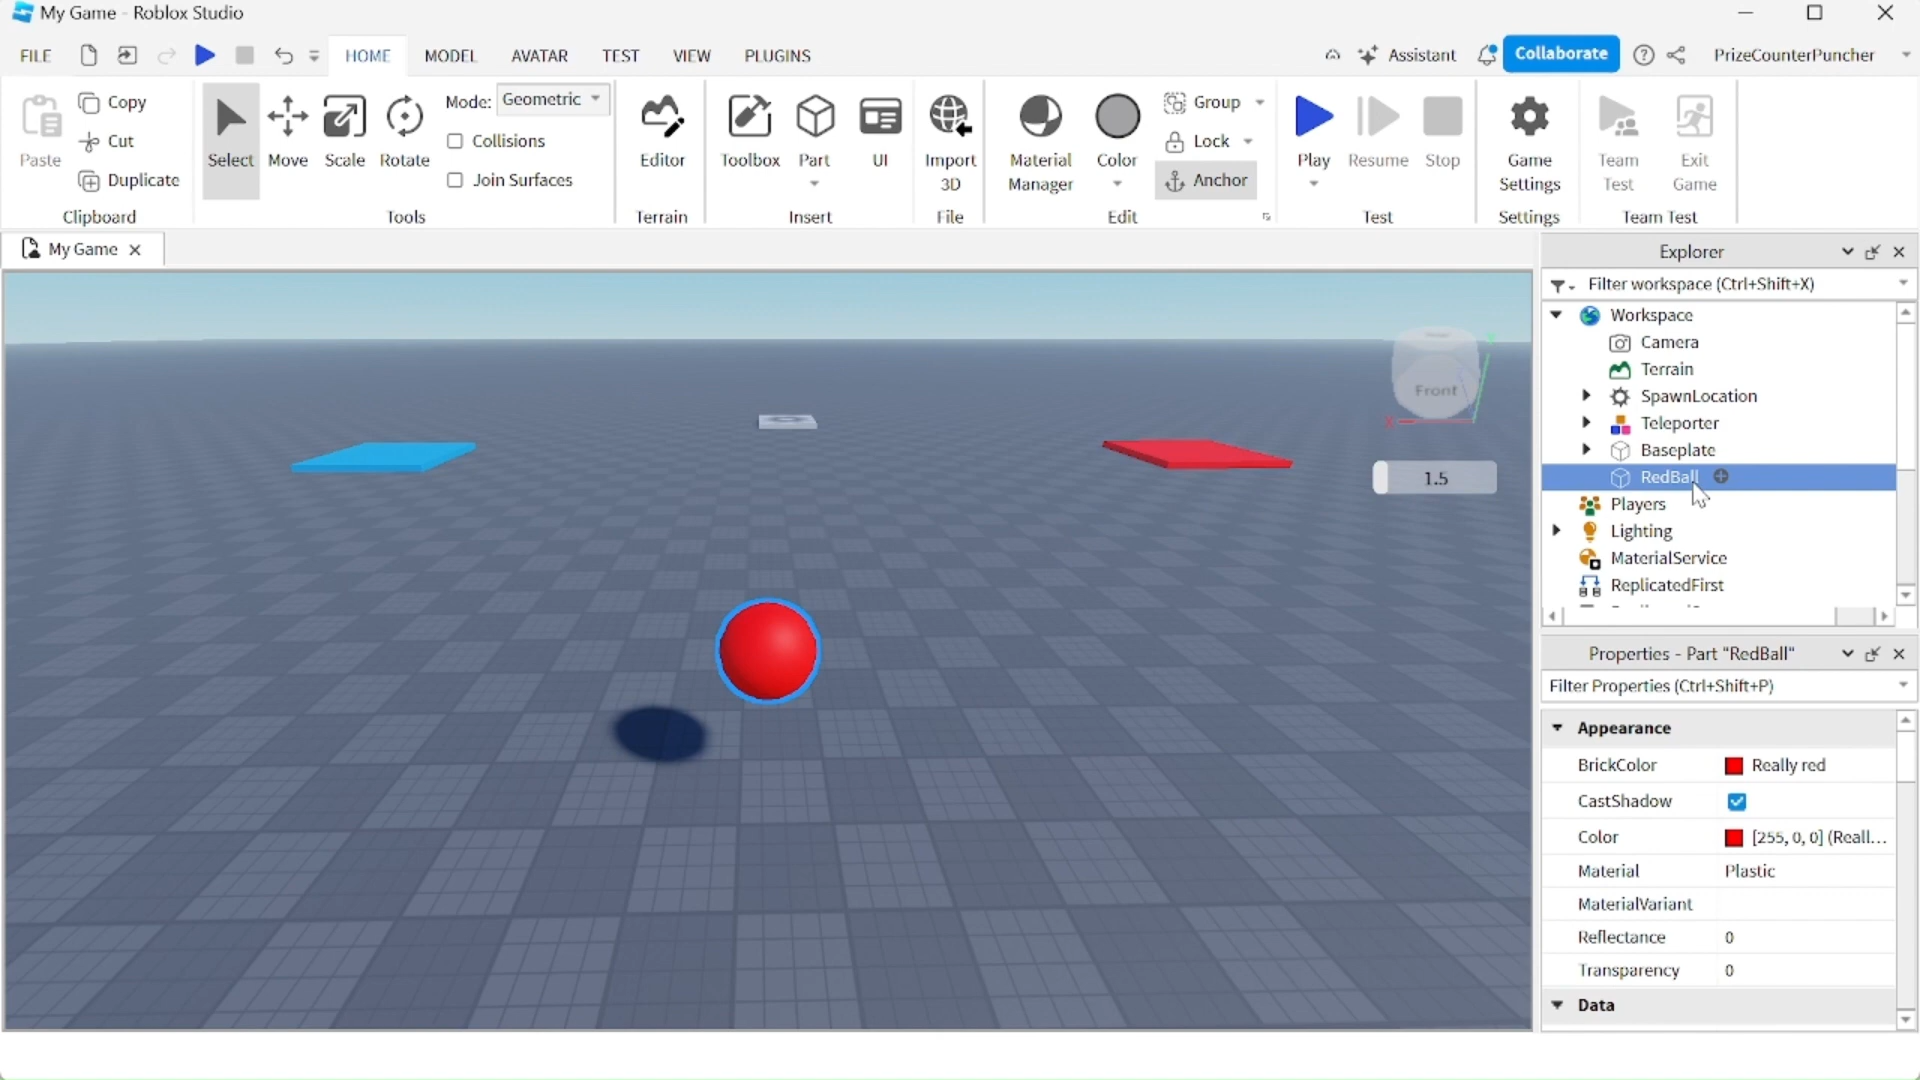 My Game - Roblox Studio
FILE HOME MODEL AVATAR TEST VIEW PLUGINS Assistant Collaborate PrizeCounterPuncher
Paste
Copy
Cut
Duplicate
Clipboard
Select Move Scale Rotate
Mode: Geometric
Collisions
Join Surfaces
Tools
Editor
Terrain
Toolbox Part UI
Insert
Import
3D
File
Material
Manager
Color
Group
Lock
Anchor
Edit
Play Resume Stop
Test
Game
Settings
Settings
Team
Test
Exit
Game
Team Test
My Game
Front
X
1.5
Explorer
Filter workspace (Ctrl+Shift+X)
Workspace
Camera
Terrain
SpawnLocation
Teleporter
Baseplate
RedBall
Players
Lighting
MaterialService
ReplicatedFirst
Properties - Part "RedBall"
Filter Properties (Ctrl+Shift+P)
Appearance
BrickColor Really red
CastShadow
Color [255, 0, 0] (Reall...
Material Plastic
MaterialVariant
Reflectance 0
Transparency 0
Data